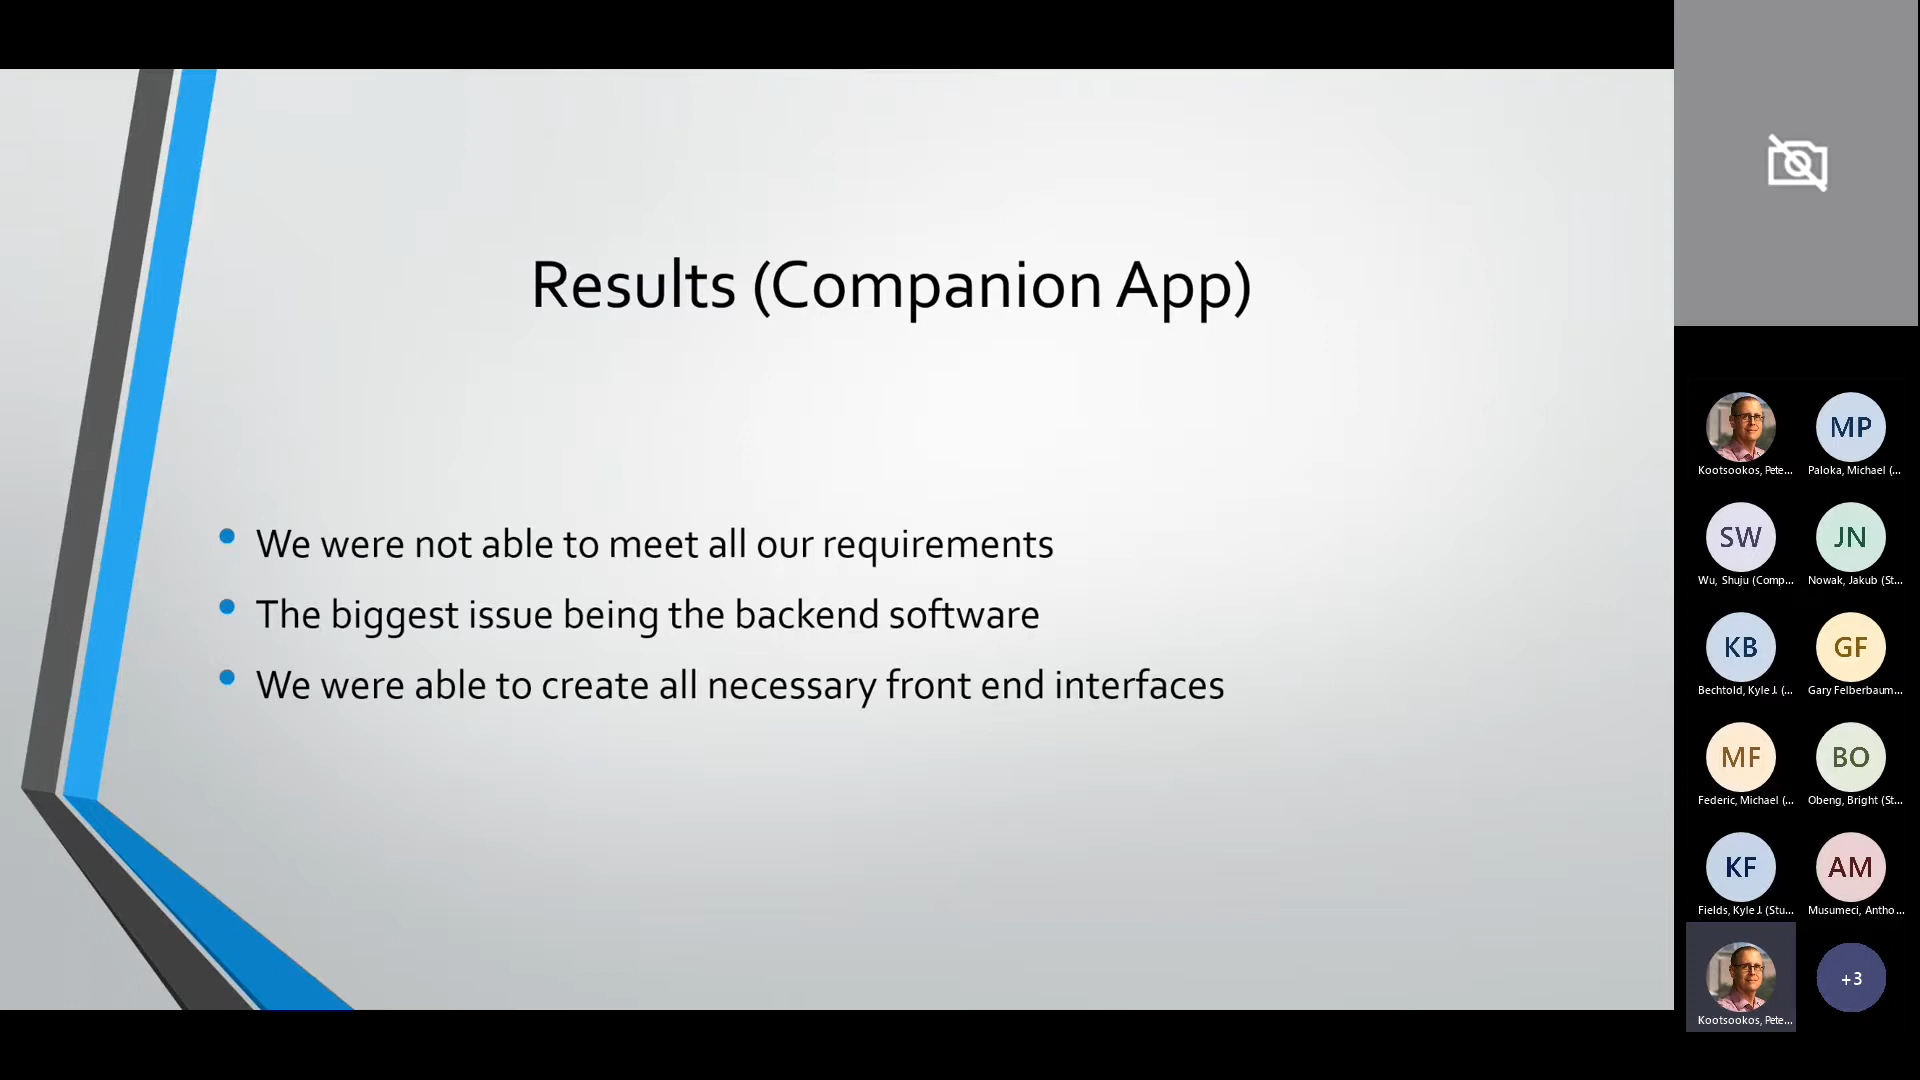 Results (Companion App)
We were not able to meet all our requirements
The biggest issue being the backend software
We were able to create all necessary front end interfaces
Kootsookos, Pete...
MP
Paloka, Michael (...
SW
Wu, Shuju (Comp...
JN
Nowak, Jakub (St...
KB
Bechtold, Kyle J. (...
GF
Gary Felberbaum...
MF
Federic, Michael (...
BO
Obeng, Bright (St...
KF
Fields, Kyle J. (Stu...
AM
Musumeci, Antho...
Kootsookos, Pete...
+3